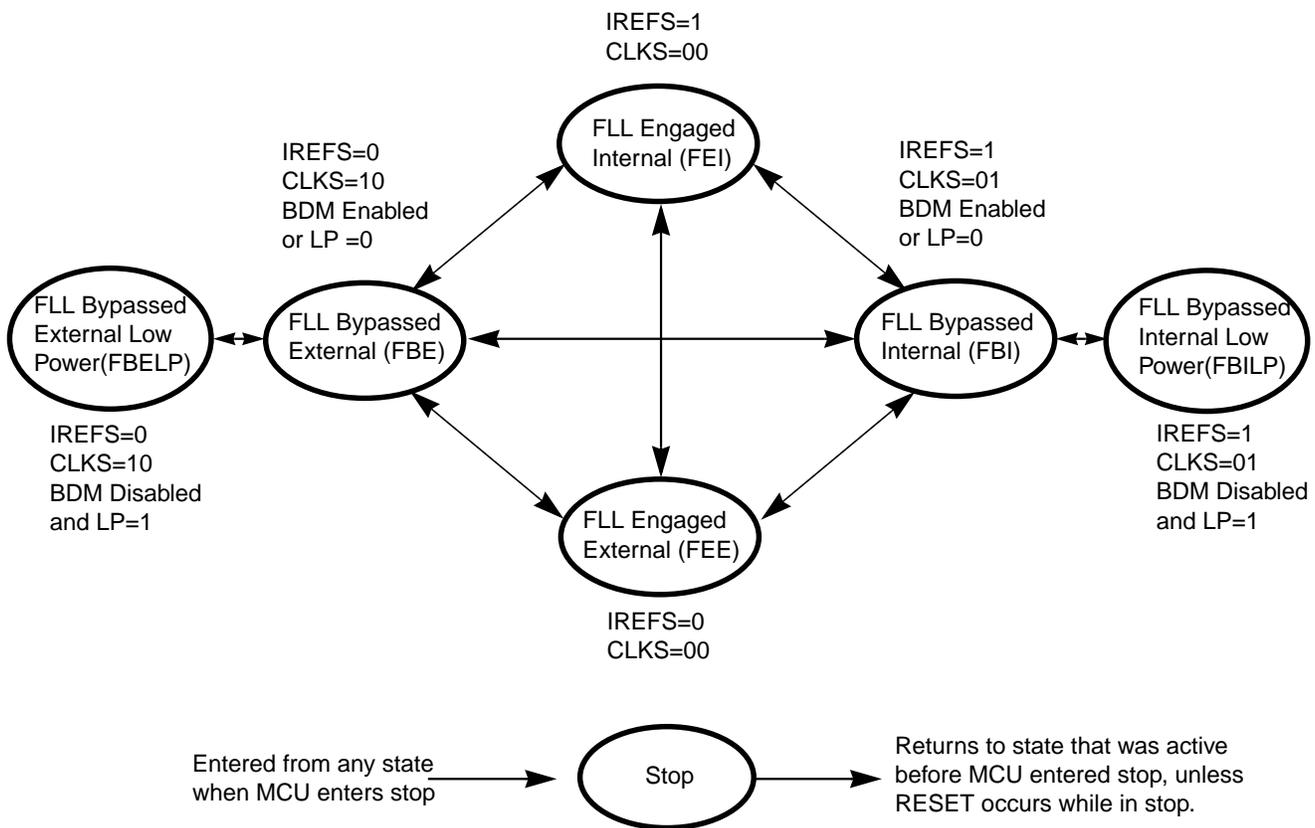 IREFS=1
CLKS=00
FLL Engaged
Internal (FEI)
IREFS=0
CLKS=10
BDM Enabled
or LP =0
IREFS=1
CLKS=01
BDM Enabled
or LP=0
FLL Bypassed
External Low
Power(FBELP)
FLL Bypassed
External (FBE)
FLL Bypassed
Internal (FBI)
FLL Bypassed
Internal Low
Power(FBILP)
IREFS=0
CLKS=10
BDM Disabled
and LP=1
IREFS=1
CLKS=01
BDM Disabled
and LP=1
FLL Engaged
External (FEE)
IREFS=0
CLKS=00
Entered from any state
when MCU enters stop
Stop
Returns to state that was active
before MCU entered stop, unless
RESET occurs while in stop.